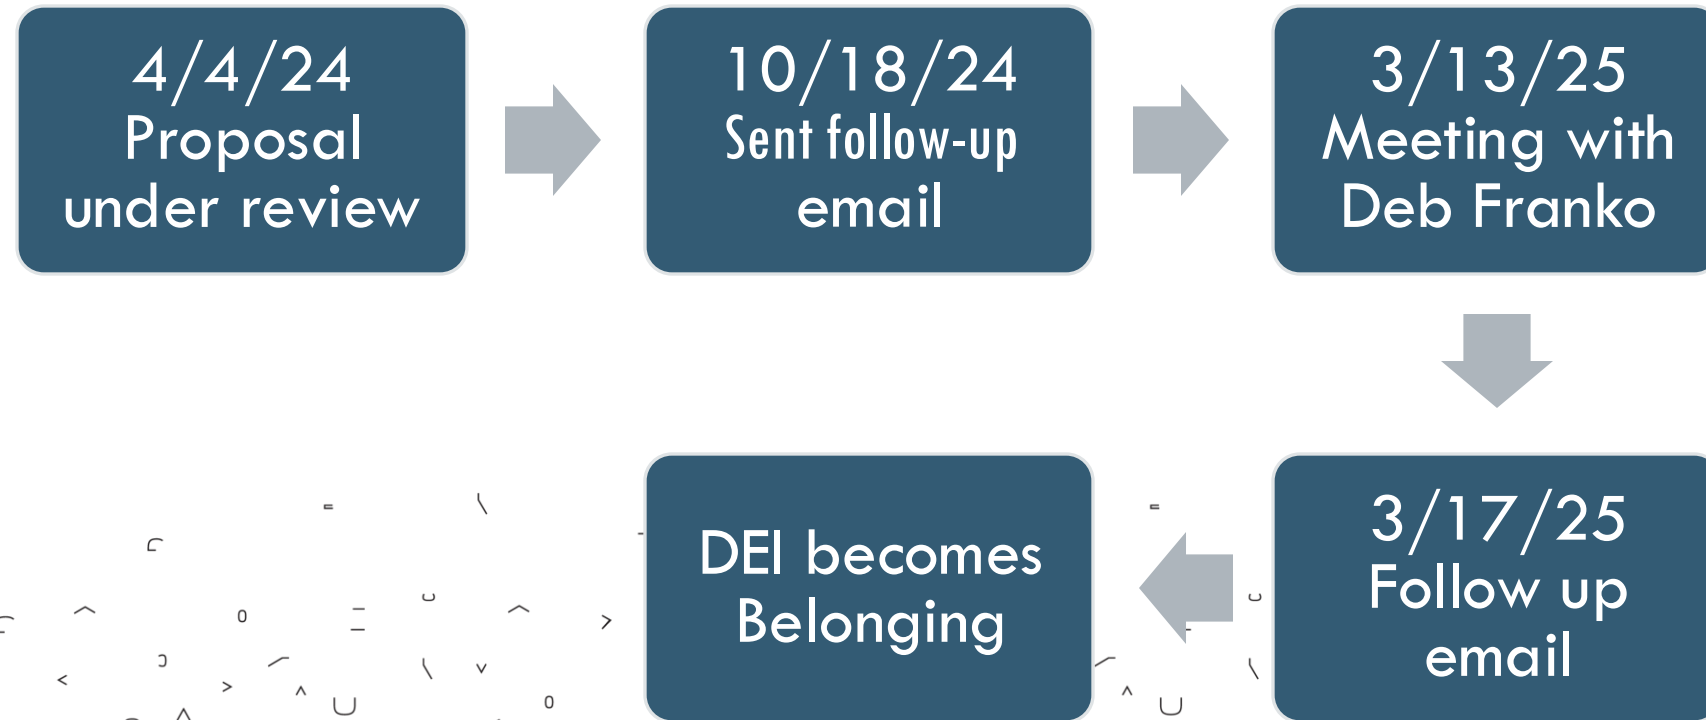 4/4/24
Proposal
under review
10/18/24
Sent follow-up
email
3/13/25
Meeting with
Deb Franko
3/17/25
Follow up
email
DEI becomes
Belonging